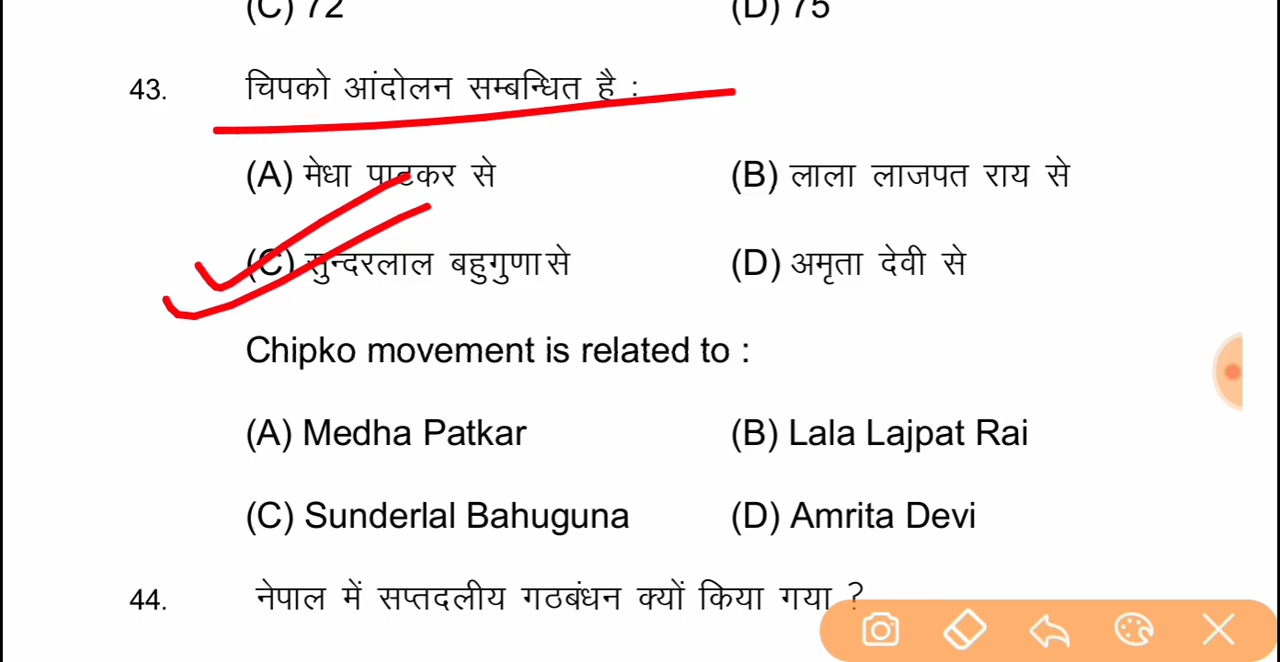 (C) 72 (D) 75
43. चिपको आंदोलन सम्बन्धित है :
(A) मेधा पाटकर से (B) लाला लाजपत राय से
(C) सुन्दरलाल बहुगुणा से (D) अमृता देवी से
Chipko movement is related to :
(A) Medha Patkar (B) Lala Lajpat Rai
(C) Sunderlal Bahuguna (D) Amrita Devi
44. नेपाल में सप्तदलीय गठबंधन क्यों किया गया ?